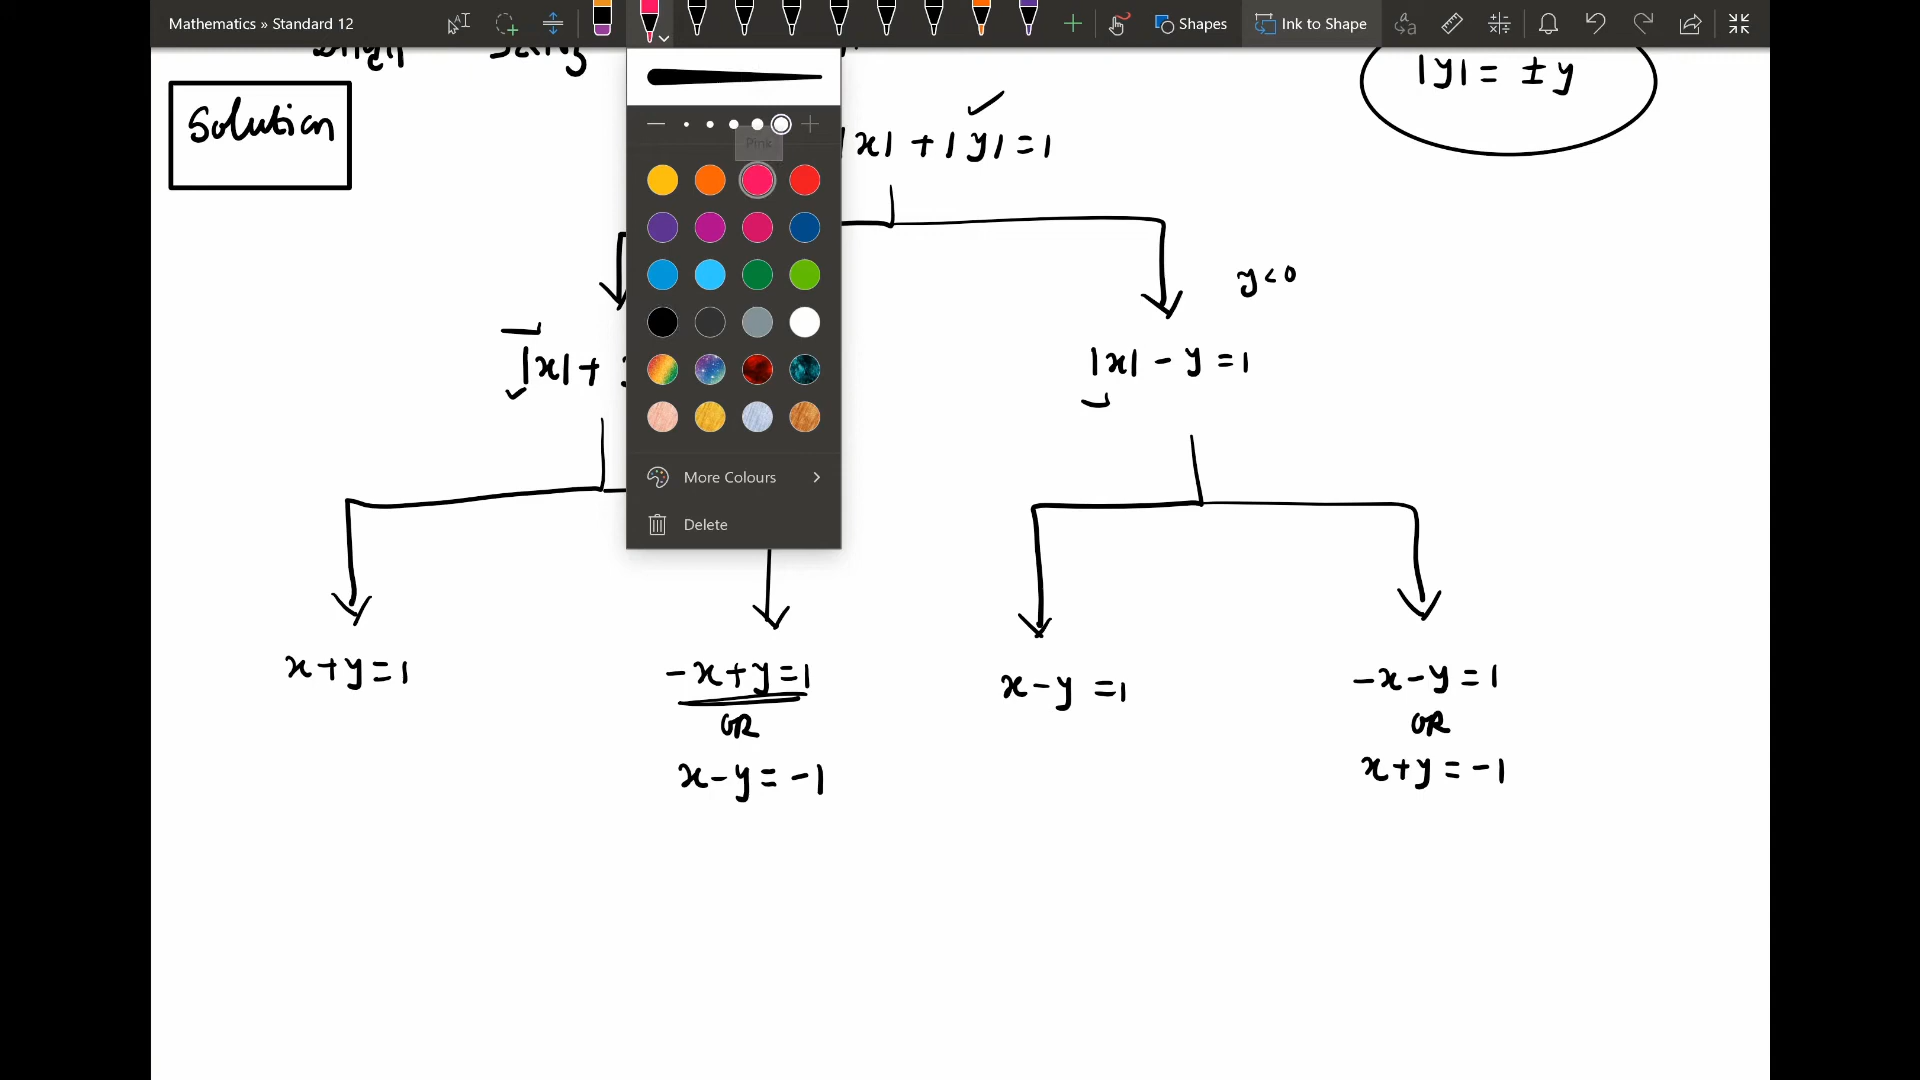 Mathematics » Standard 12
Shapes
Ink to Shape
|y| = ± y
Solution
Pink
|x| + |y| = 1
y < 0
|x| +
|x| - y = 1
More Colours
Delete
x + y = 1
-x + y = 1
OR
x - y = -1
x - y = 1
-x - y = 1
OR
x + y = -1